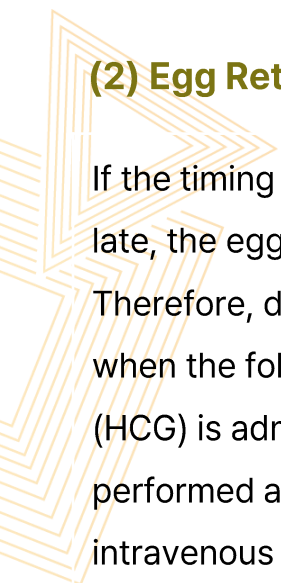 (2) Egg Ret
If the timing
late, the egg
Therefore, d
when the fol
(HCG) is adr
performed a
intravenous